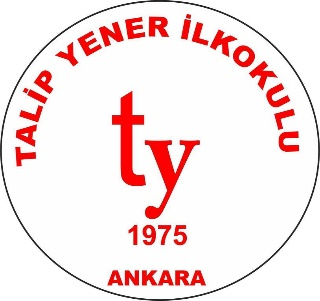 TALİP YENER İLKOKULU
ty
1975
ANKARA